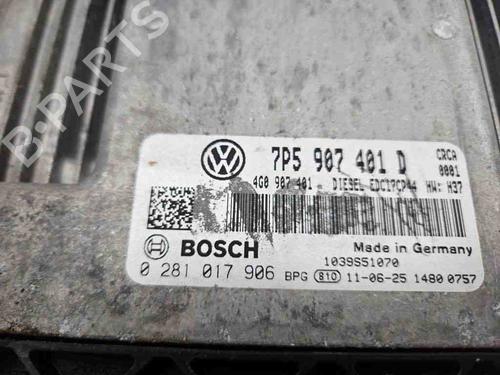 B-PARTS
7P5 907 401 D CRCA
0001
4G0 907 401 DIESEL EDC17CP44 HW: H37
BOSCH Made in Germany
1039S51070
0 281 017 906 BPG 810 11-06-25 1480 0757